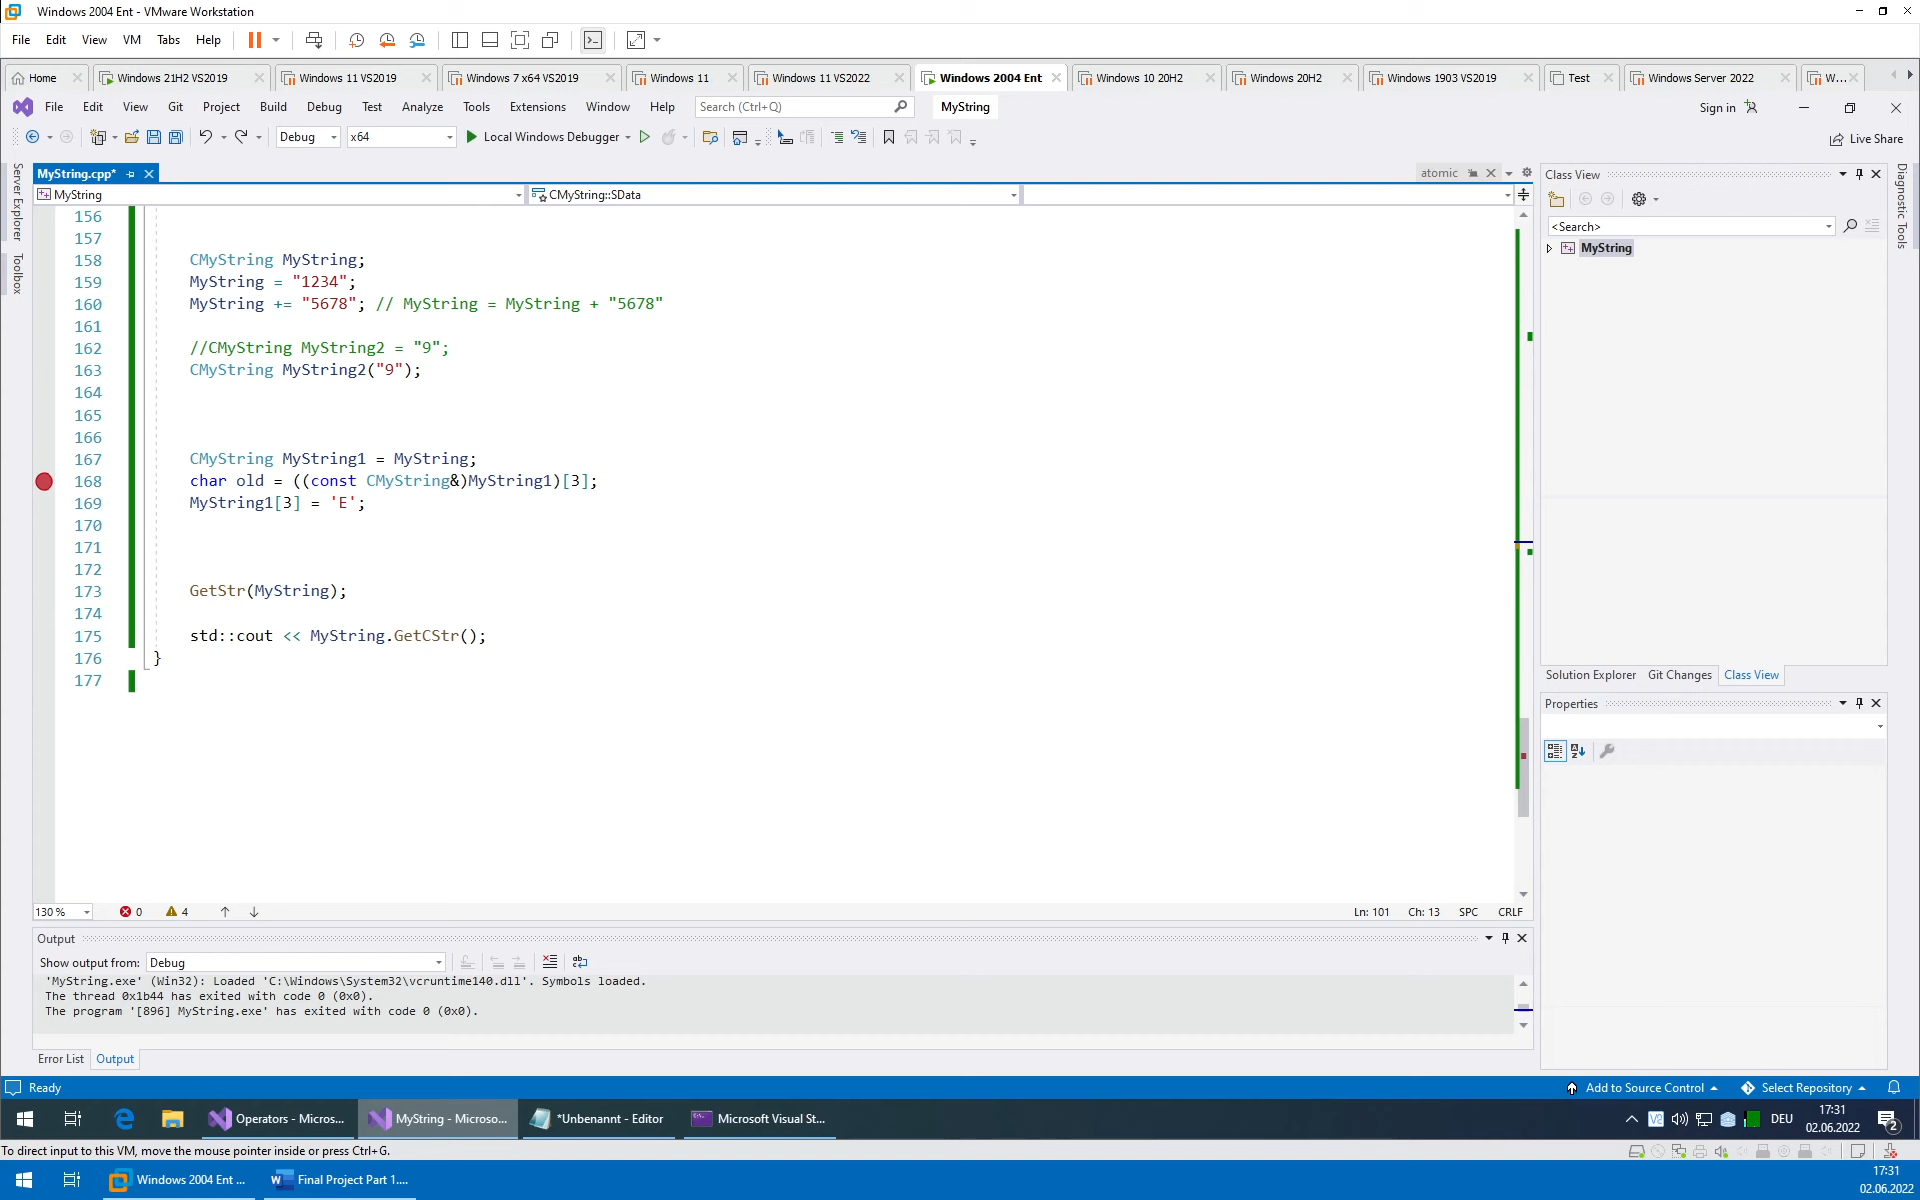 Windows 2004 Ent - VMware Workstation
File Edit View VM Tabs Help
Home Windows 21H2 VS2019 Windows 11 VS2019 Windows 7 x64 VS2019 Windows 11 Windows 11 VS2022 Windows 2004 Ent Windows 10 20H2 Windows 20H2 Windows 1903 VS2019 Test Windows Server 2022 W...
File Edit View Git Project Build Debug Test Analyze Tools Extensions Window Help Search (Ctrl+Q) MyString Sign in
Debug x64 Local Windows Debugger Live Share
Server Explorer
Toolbox
MyString.cpp* atomic
MyString CMyString::SData
156
157
158 CMyString MyString;
159 MyString = "1234";
160 MyString += "5678"; // MyString = MyString + "5678"
161
162 //CMyString MyString2 = "9";
163 CMyString MyString2("9");
164
165
166
167 CMyString MyString1 = MyString;
168 char old = ((const CMyString&)MyString1)[3];
169 MyString1[3] = 'E';
170
171
172
173 GetStr(MyString);
174
175 std::cout << MyString.GetCStr();
176 }
177
130 % 0 4 Ln: 101 Ch: 13 SPC CRLF
Output
Show output from: Debug
'MyString.exe' (Win32): Loaded 'C:\Windows\System32\vcruntime140.dll'. Symbols loaded.
The thread 0x1b44 has exited with code 0 (0x0).
The program '[896] MyString.exe' has exited with code 0 (0x0).
Error List Output
Class View
<Search>
MyString
Solution Explorer Git Changes Class View
Properties
Diagnostic Tools
Ready Add to Source Control Select Repository
Operators - Micros... MyString - Microso... *Unbenannt - Editor Microsoft Visual St... DEU 17:31
02.06.2022 2
To direct input to this VM, move the mouse pointer inside or press Ctrl+G.
Windows 2004 Ent ... Final Project Part 1.... 17:31
02.06.2022